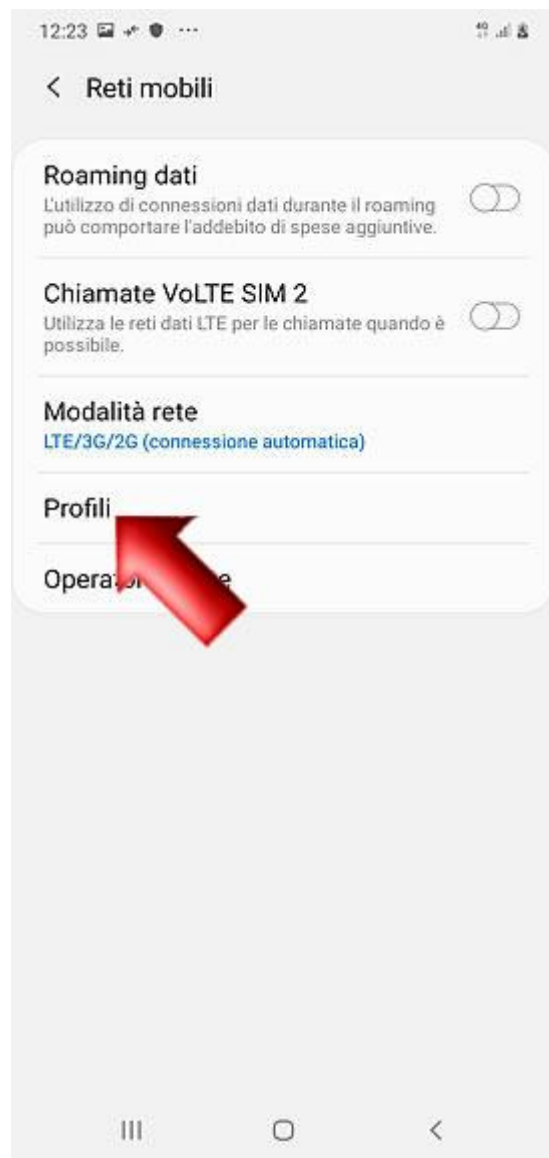 12:23
Reti mobili
Roaming dati
L'utilizzo di connessioni dati durante il roaming
può comportare l'addebito di spese aggiuntive.
Chiamate VoLTE SIM 2
Utilizza le reti dati LTE per le chiamate quando è
possibile.
Modalità rete
LTE/3G/2G (connessione automatica)
Profili